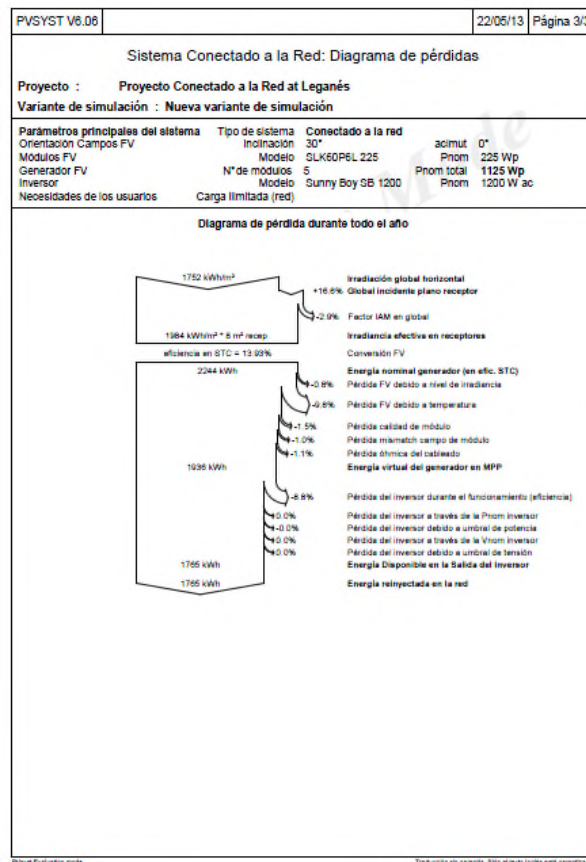 PVSYST V6.06 22/05/13 Página 3/3
Sistema Conectado a la Red: Diagrama de pérdidas
Proyecto : Proyecto Conectado a la Red at Leganés
Variante de simulación : Nueva variante de simulación
Parámetros principales del sistema Tipo de sistema Conectado a la red
Orientación Campos FV Inclinación 30° acimut 0°
Módulos FV Modelo SLK60P6L 225 Pnom 225 Wp
Generador FV N°de módulos 5 Pnom total 1125 Wp
Inversor Modelo Sunny Boy SB 1200 Pnom 1200 W ac
Necesidades de los usuarios Carga ilimitada (red)
Diagrama de pérdida durante todo el año
1752 kWh/m² Irradiación global horizontal
+16.6% Global incidente plano receptor
-2.9% Factor IAM en global
1984 kWh/m² * 8 m² recep Irradiancia efectiva en receptores
eficiencia en STC = 13.93% Conversión FV
2244 kWh Energía nominal generador (en efic. STC)
-0.8% Pérdida FV debido a nivel de irradiancia
-9.8% Pérdida FV debido a temperatura
-1.5% Pérdida calidad de módulo
-1.0% Pérdida mismatch campo de módulo
-1.1% Pérdida óhmica del cableado
1936 kWh Energía virtual del generador en MPP
-8.8% Pérdida del inversor durante el funcionamiento (eficiencia)
0.0% Pérdida del inversor a través de la Pnom inversor
-0.0% Pérdida del inversor debido a umbral de potencia
0.0% Pérdida del inversor a través de la Vnom inversor
0.0% Pérdida del inversor debido a umbral de tensión
1765 kWh Energía Disponible en la Salida del Inversor
1765 kWh Energía reinyectada en la red
PVsyst Evaluation mode